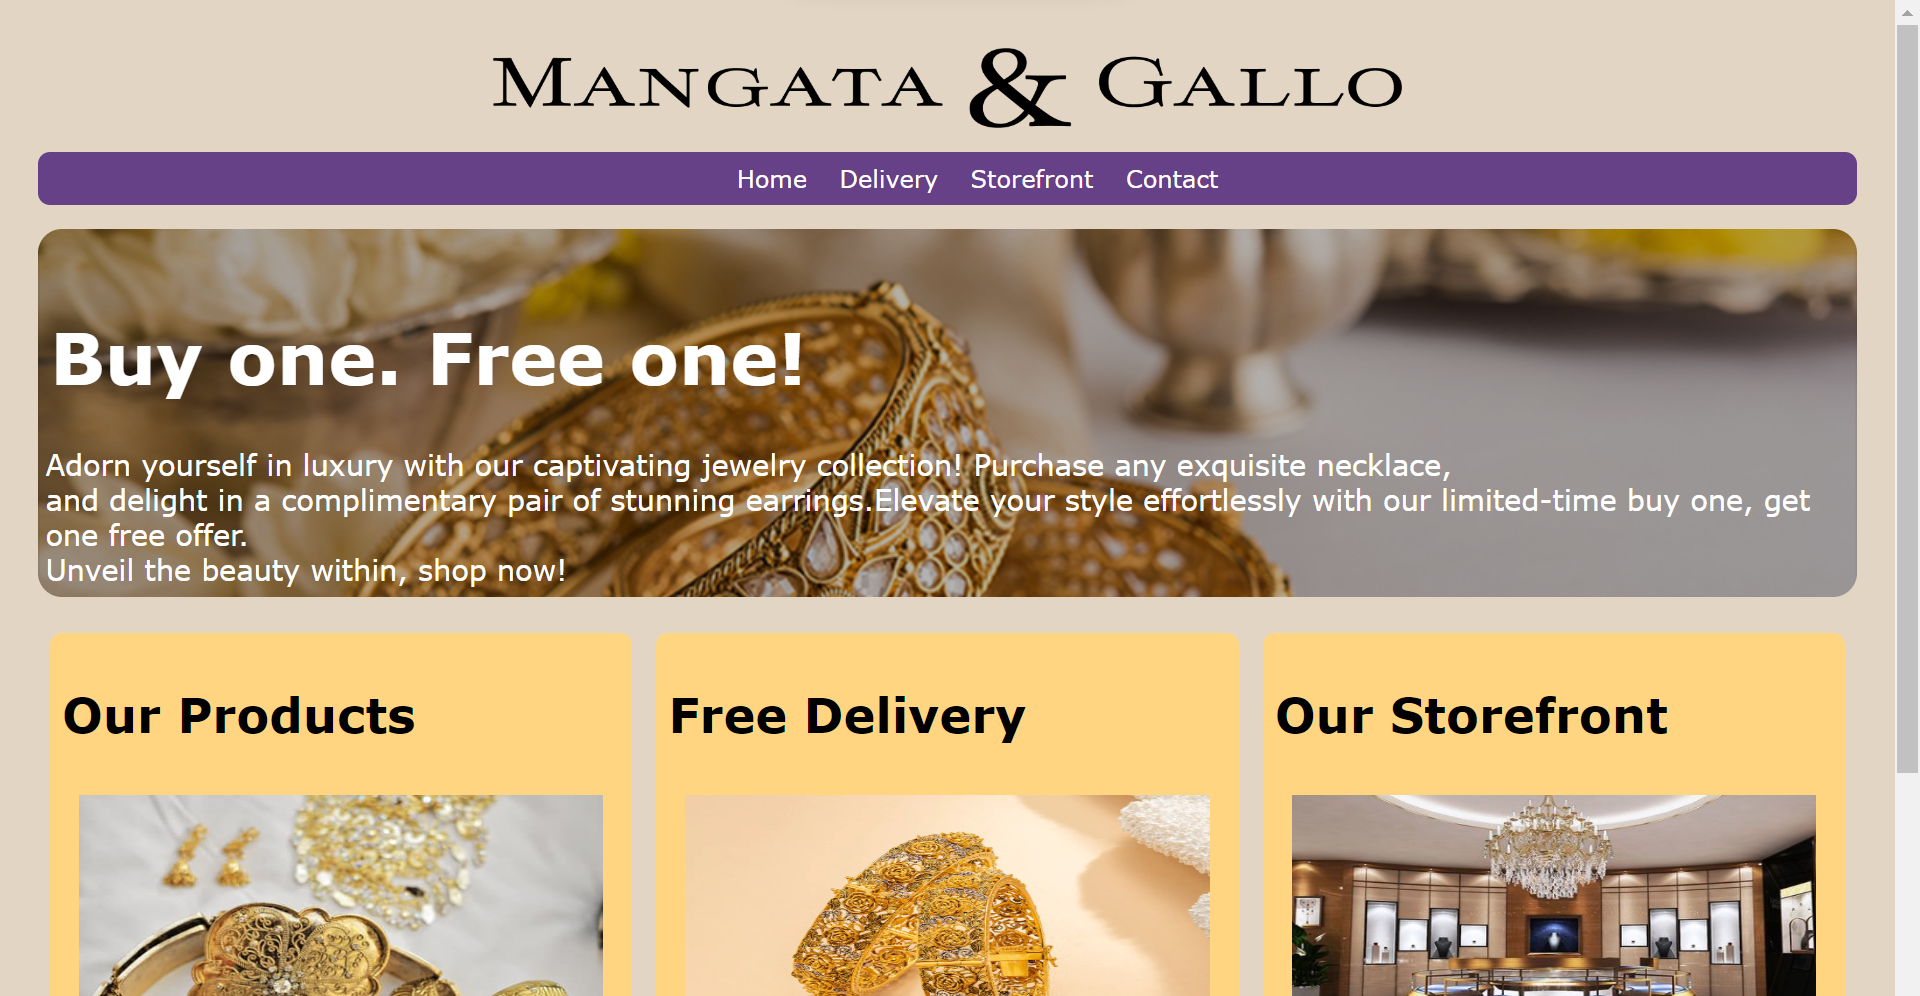 MANGATA & GALLO
Home Delivery Storefront Contact
Buy one. Free one!
Adorn yourself in luxury with our captivating jewelry collection! Purchase any exquisite necklace,
and delight in a complimentary pair of stunning earrings.Elevate your style effortlessly with our limited-time buy one, get
one free offer.
Unveil the beauty within, shop now!
Our Products
Free Delivery
Our Storefront